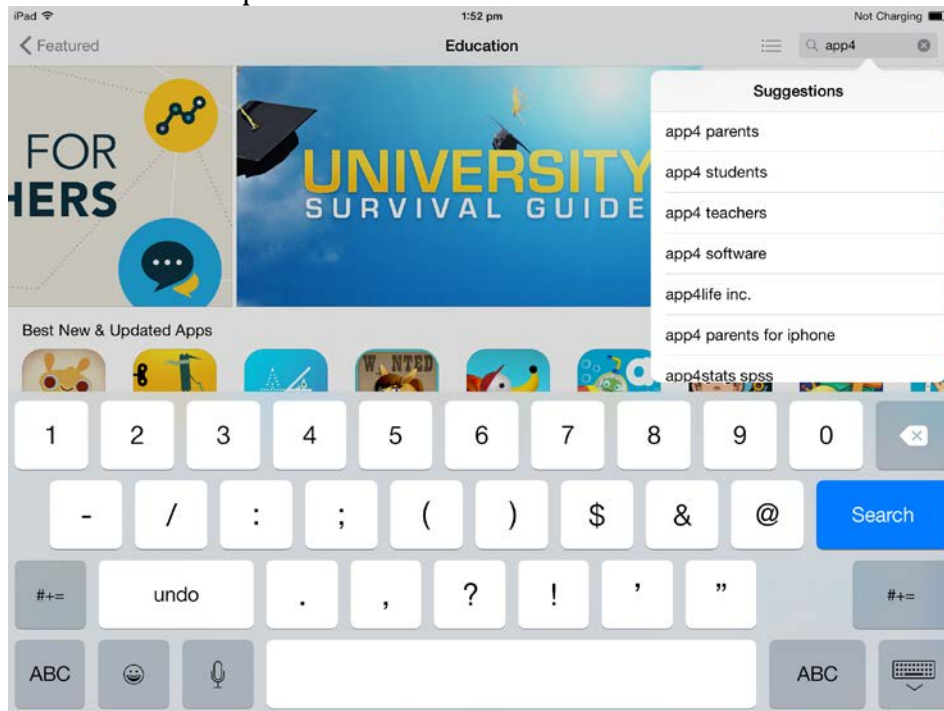 iPad 1:52 pm Not Charging
Featured Education app4
FOR
HERS
UNIVERSITY
SURVIVAL GUIDE
Suggestions
app4 parents
app4 students
app4 teachers
app4 software
app4life inc.
app4 parents for iphone
app4stats spss
Best New & Updated Apps
WANTED
1 2 3 4 5 6 7 8 9 0
- / : ; ( ) $ & @ Search
#+= undo . , ? ! ’ ” #+=
ABC ABC